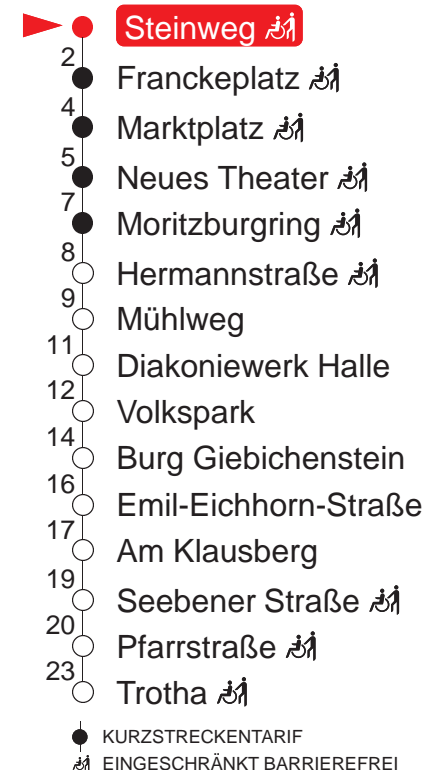 Steinweg
2
Franckeplatz
4
Marktplatz
5
Neues Theater
7
Moritzburgring
8
Hermannstraße
9
Mühlweg
11
Diakoniewerk Halle
12
Volkspark
14
Burg Giebichenstein
16
Emil-Eichhorn-Straße
17
Am Klausberg
19
Seebener Straße
20
Pfarrstraße
23
Trotha
KURZSTRECKENTARIF
EINGESCHRÄNKT BARRIEREFREI